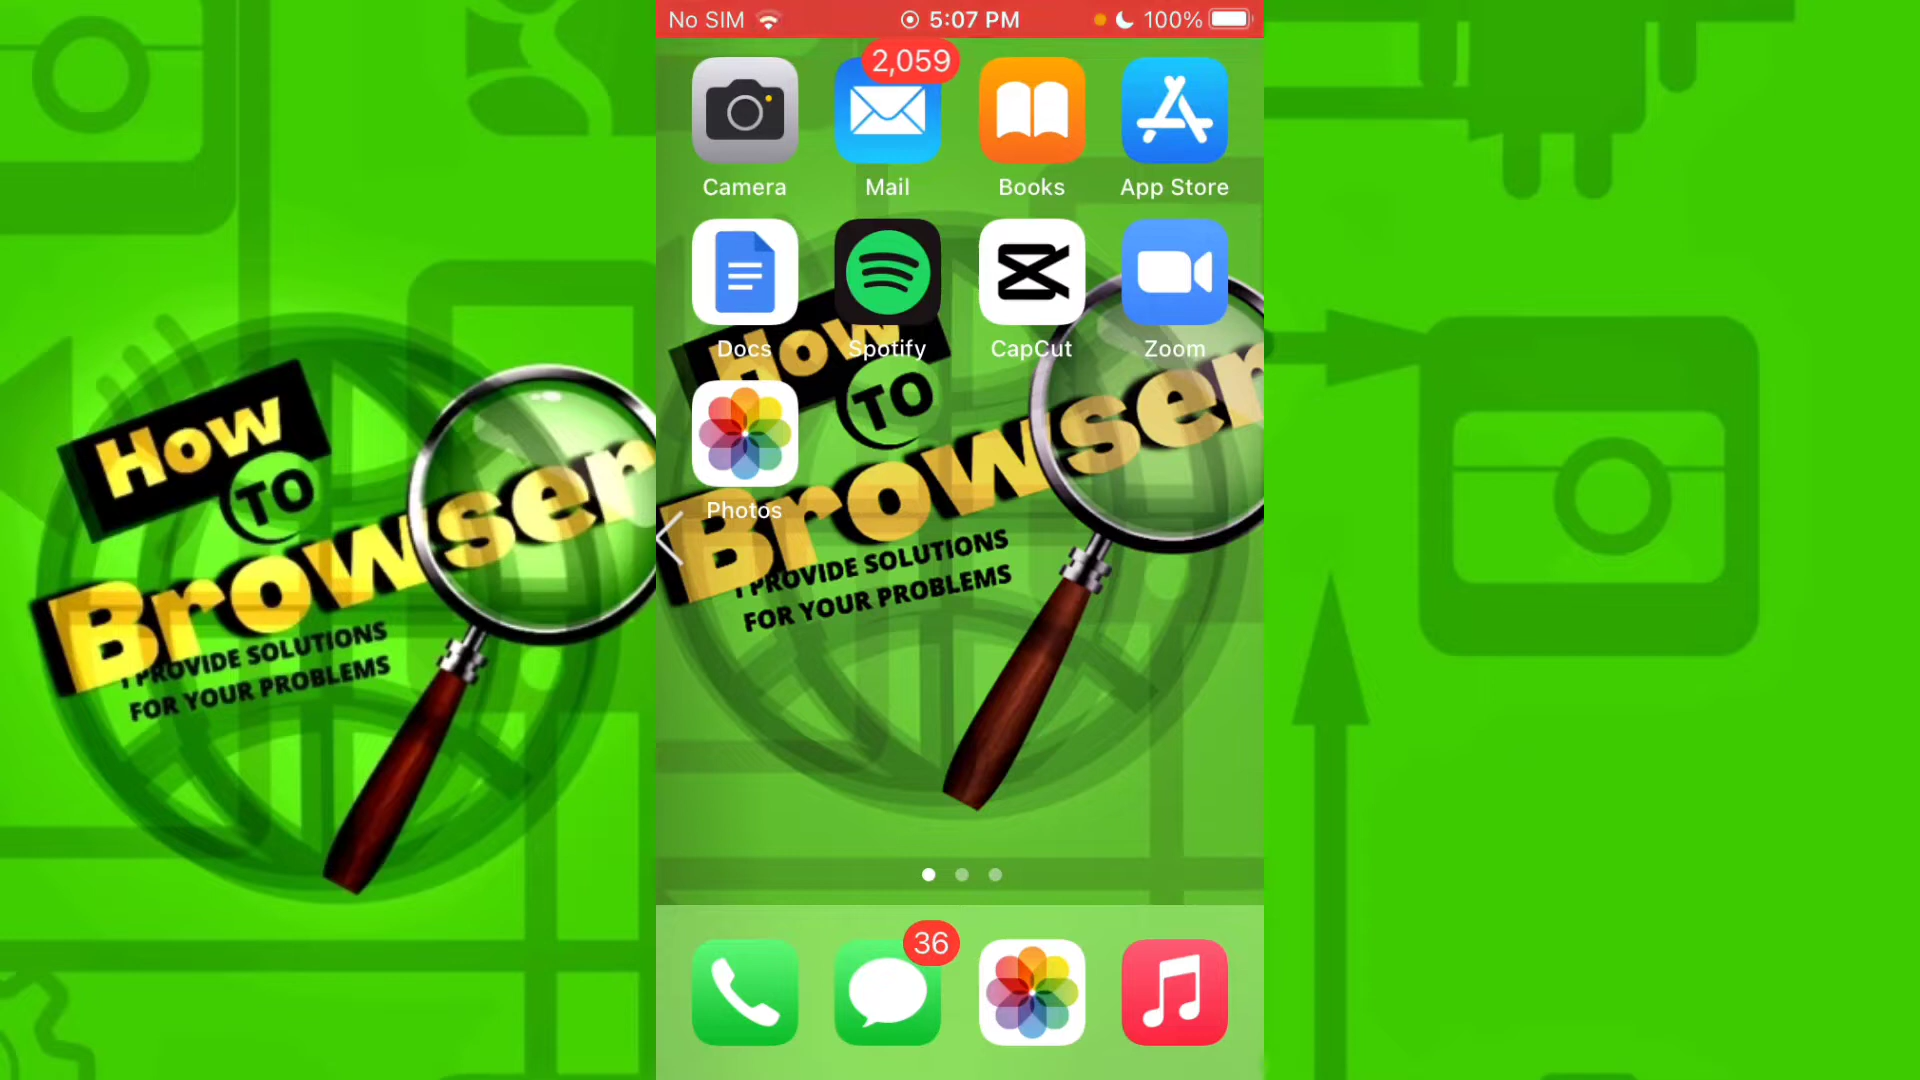 No SIM 5:07 PM 100%
2,059
Camera Mail Books App Store
Docs Spotify CapCut Zoom
Photos
36
How
TO
Browser
I PROVIDE SOLUTIONS
FOR YOUR PROBLEMS
How
TO
Browser
I PROVIDE SOLUTIONS
FOR YOUR PROBLEMS